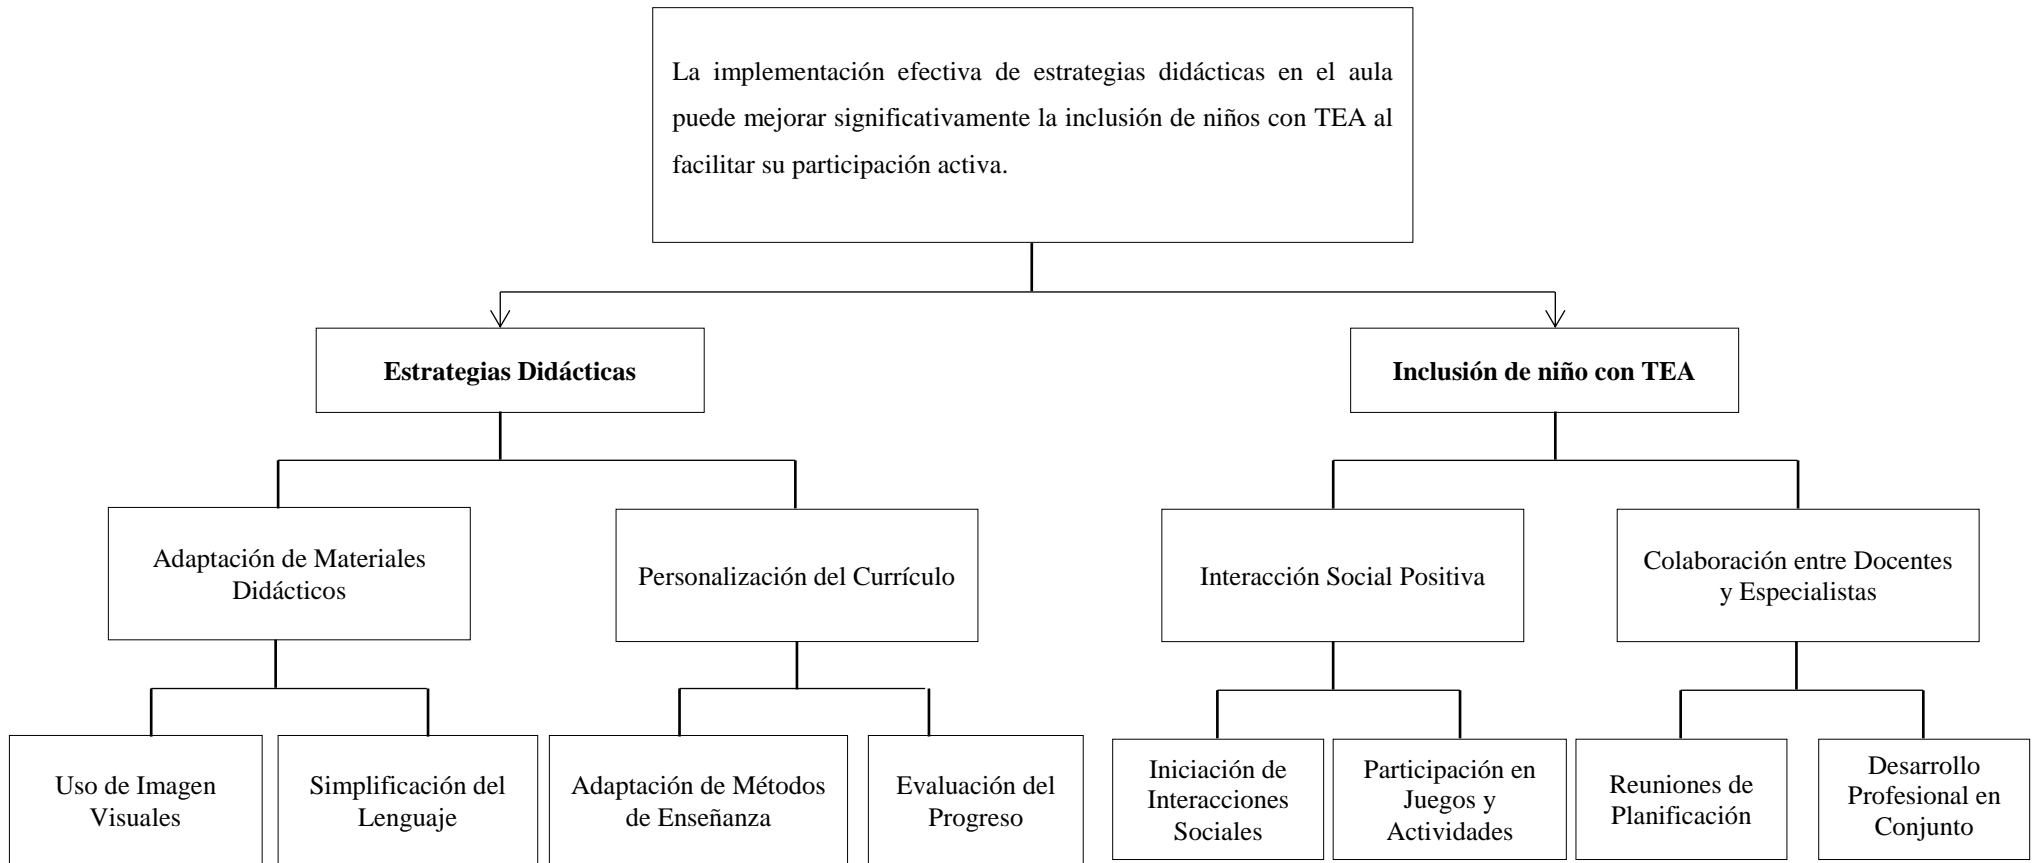 La implementación efectiva de estrategias didácticas en el aula
puede mejorar significativamente la inclusión de niños con TEA al
facilitar su participación activa.
Estrategias Didácticas
Inclusión de niño con TEA
Adaptación de Materiales
Didácticos
Personalización del Currículo
Interacción Social Positiva
Colaboración entre Docentes
y Especialistas
Uso de Imagen
Visuales
Simplificación del
Lenguaje
Adaptación de Métodos
de Enseñanza
Evaluación del
Progreso
Iniciación de
Interacciones
Sociales
Participación en
Juegos y
Actividades
Reuniones de
Planificación
Desarrollo
Profesional en
Conjunto